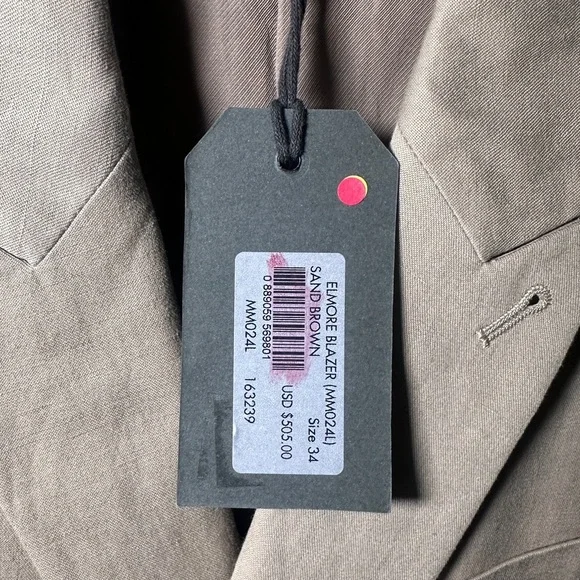 ELMORE BLAZER (MM024L)
SAND BROWN Size 34
0 889059 569801 USD $505.00
MM024L 163239